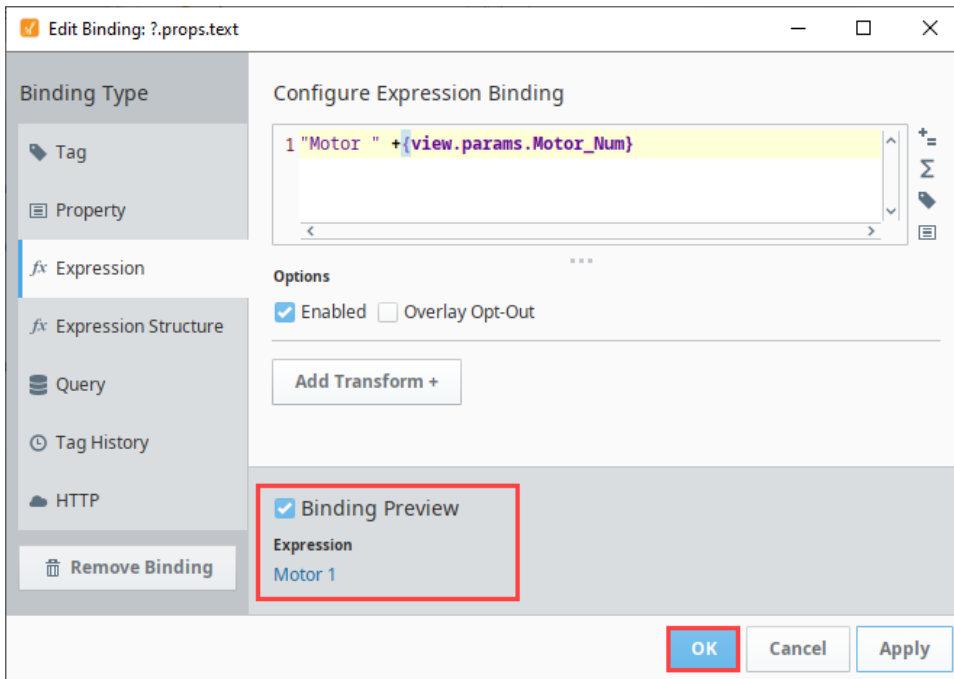 Edit Binding: ?.props.text
Binding Type
Tag
Property
fx Expression
fx Expression Structure
Query
Tag History
HTTP
Remove Binding
Configure Expression Binding
1 "Motor " +{view.params.Motor_Num}
Options
Enabled Overlay Opt-Out
Add Transform +
Binding Preview
Expression
Motor 1
OK Cancel Apply